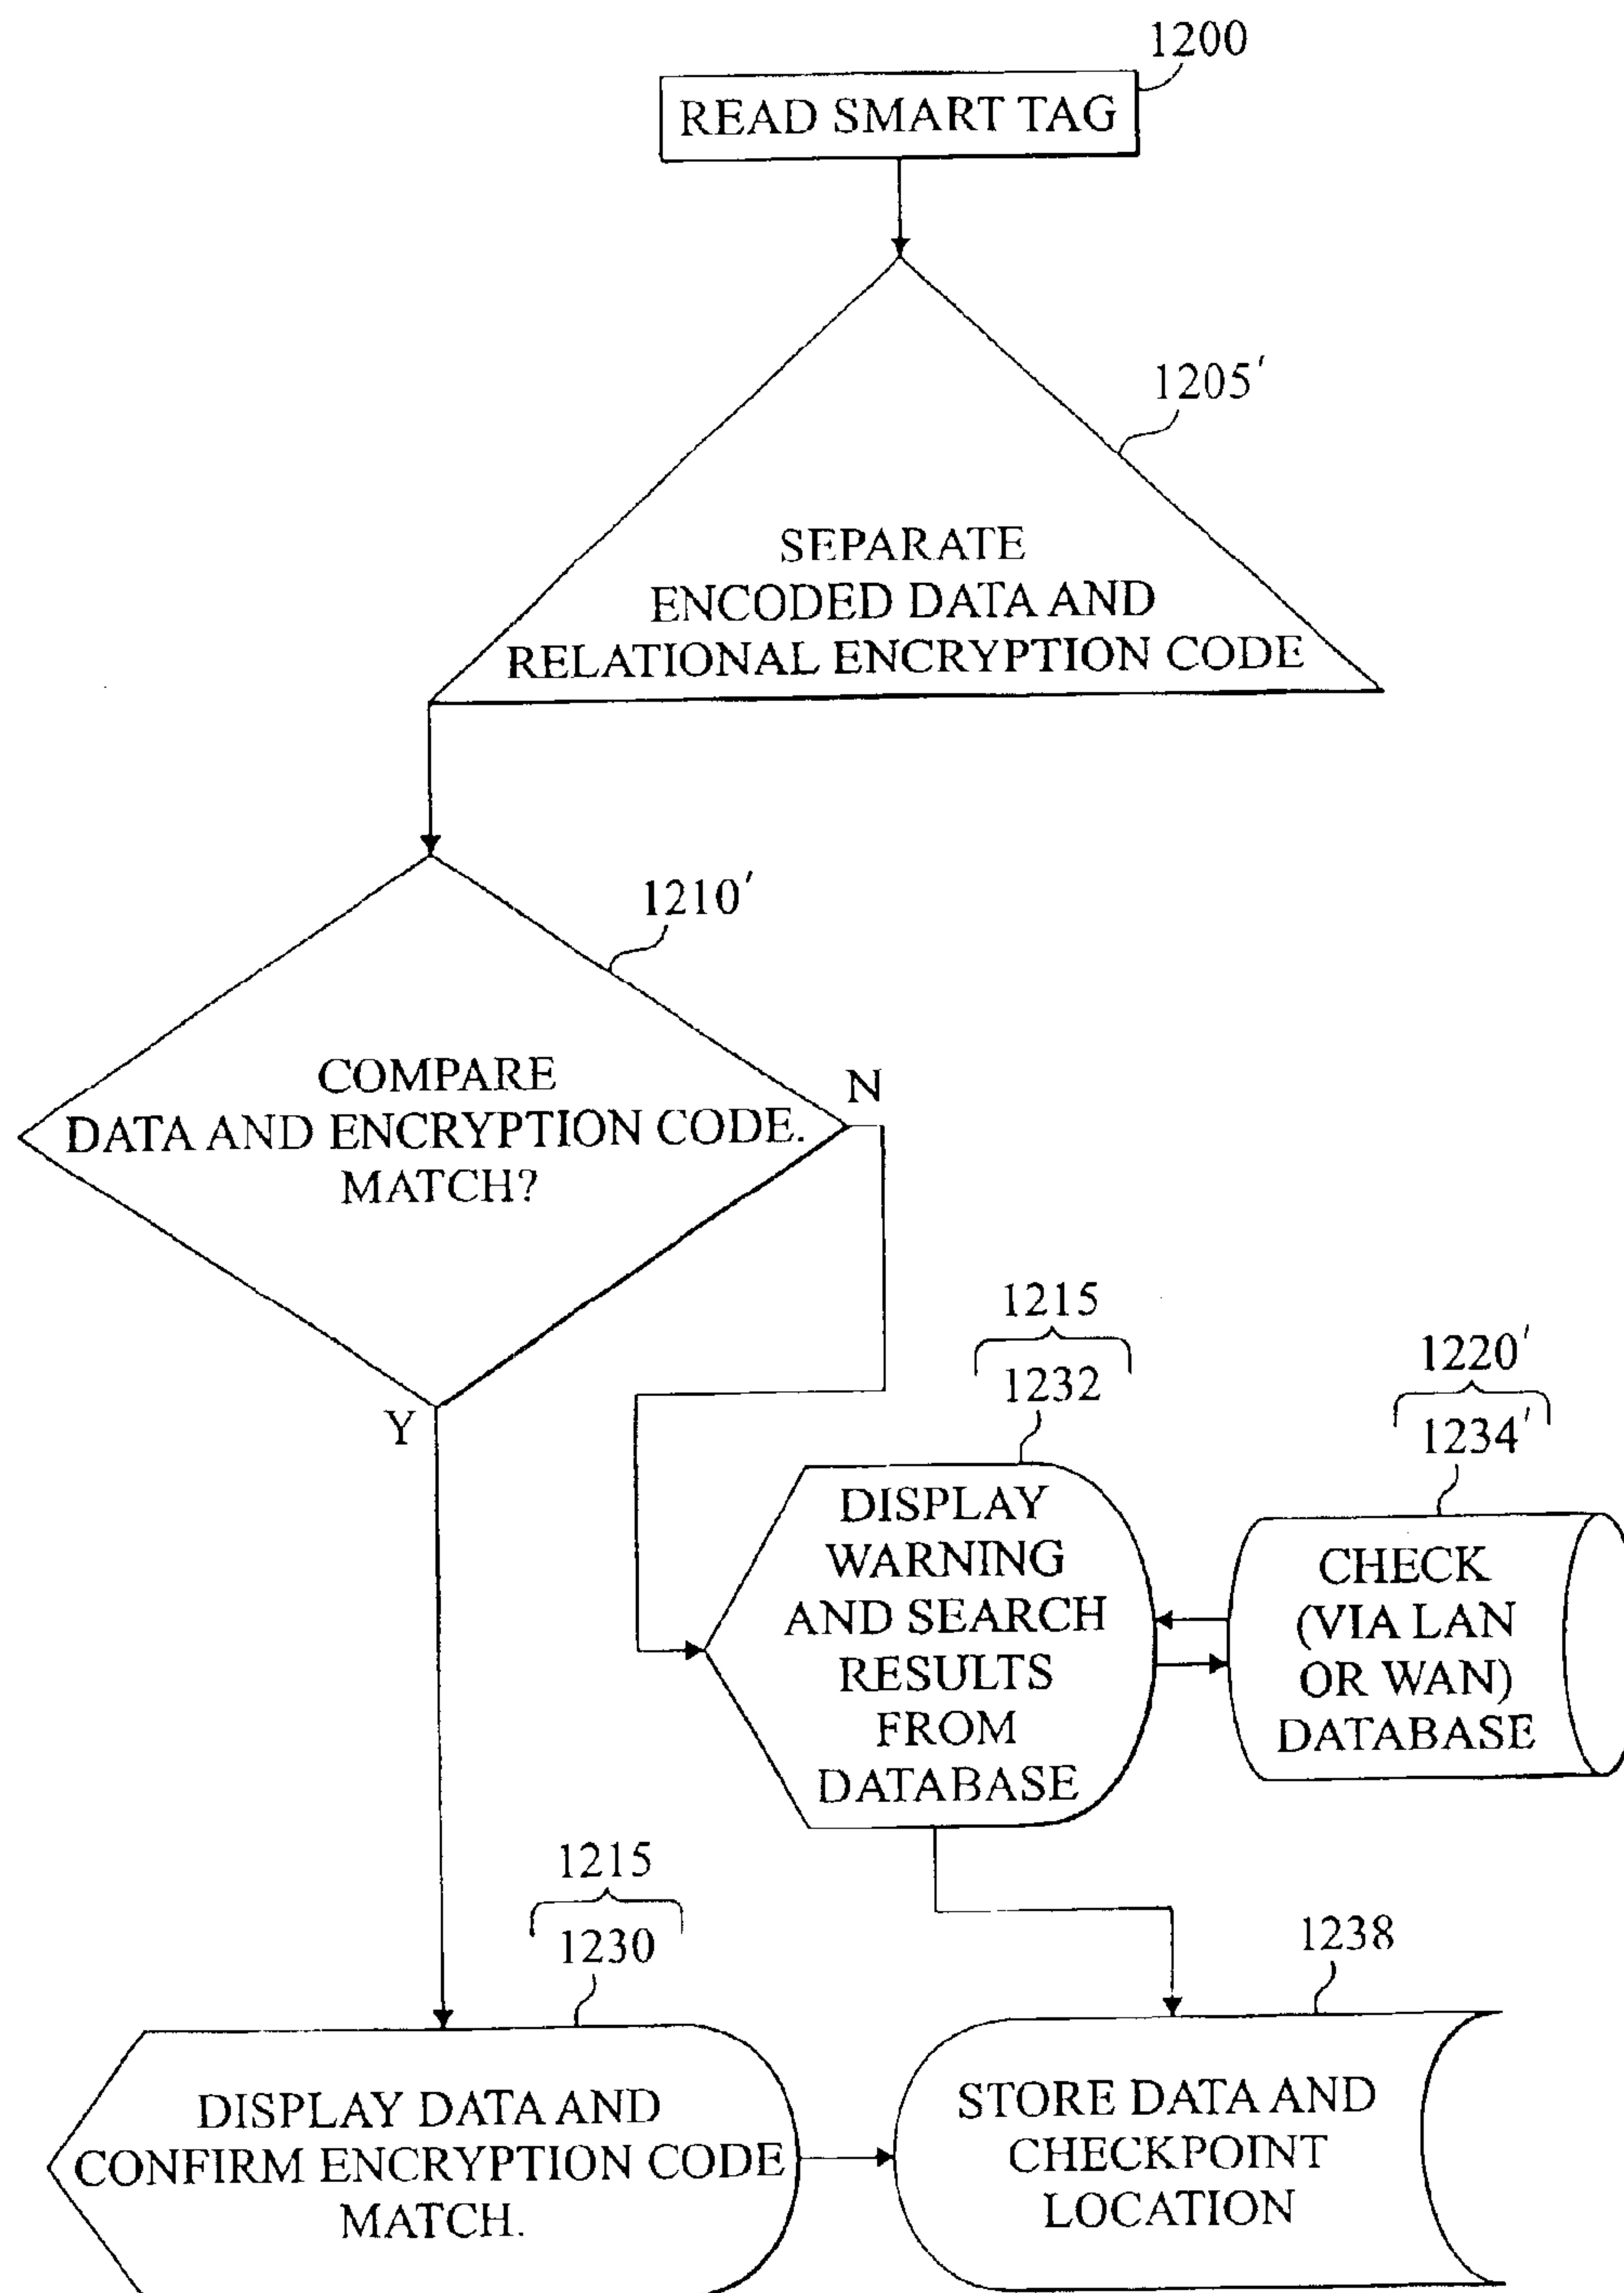 1200
READ SMART TAG
1205'
SEPARATE
ENCODED DATA AND
RELATIONAL ENCRYPTION CODE
1210'
COMPARE
DATA AND ENCRYPTION CODE.
MATCH?
N
Y
1215
1232
DISPLAY
WARNING
AND SEARCH
RESULTS
FROM
DATABASE
1220'
1234'
CHECK
(VIA LAN
OR WAN)
DATABASE
1215
1230
DISPLAY DATA AND
CONFIRM ENCRYPTION CODE
MATCH.
1238
STORE DATA AND
CHECKPOINT
LOCATION